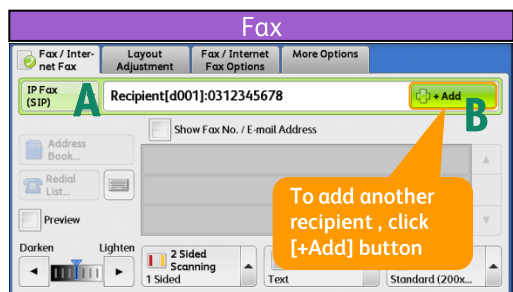 Fax
Fax / Inter-
net Fax
Layout
Adjustment
Fax / Internet
Fax Options
More Options
IP Fax
(SIP)
A
Recipient[d001]:0312345678
+ Add
B
Show Fax No. / E-mail Address
Address
Book...
Redial
List...
Preview
To add another
recipient , click
[+Add] button
Darken
Lighten
2 Sided
Scanning
1 Sided
Text
Standard (200x...